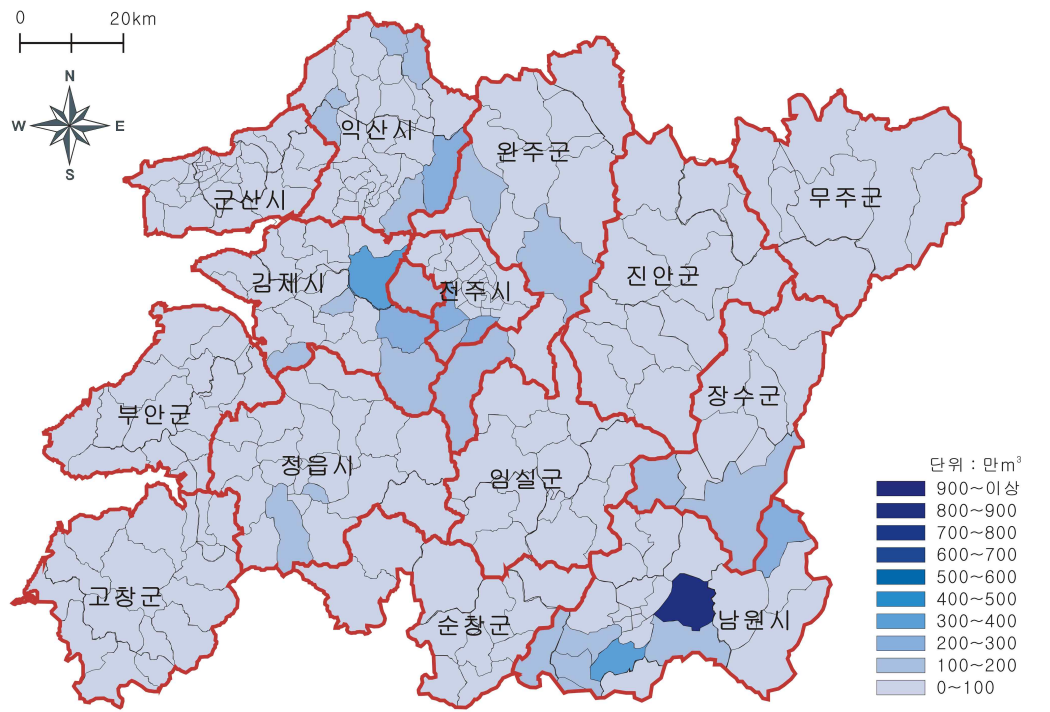 0 20km
N
W E
S
익산시
완주군
무주군
군산시
김제시
전주시
진안군
장수군
부안군
정읍시
임실군
고창군
순창군
남원시
단위 : 만m³
900~이상
800~900
700~800
600~700
500~600
400~500
300~400
200~300
100~200
0~100